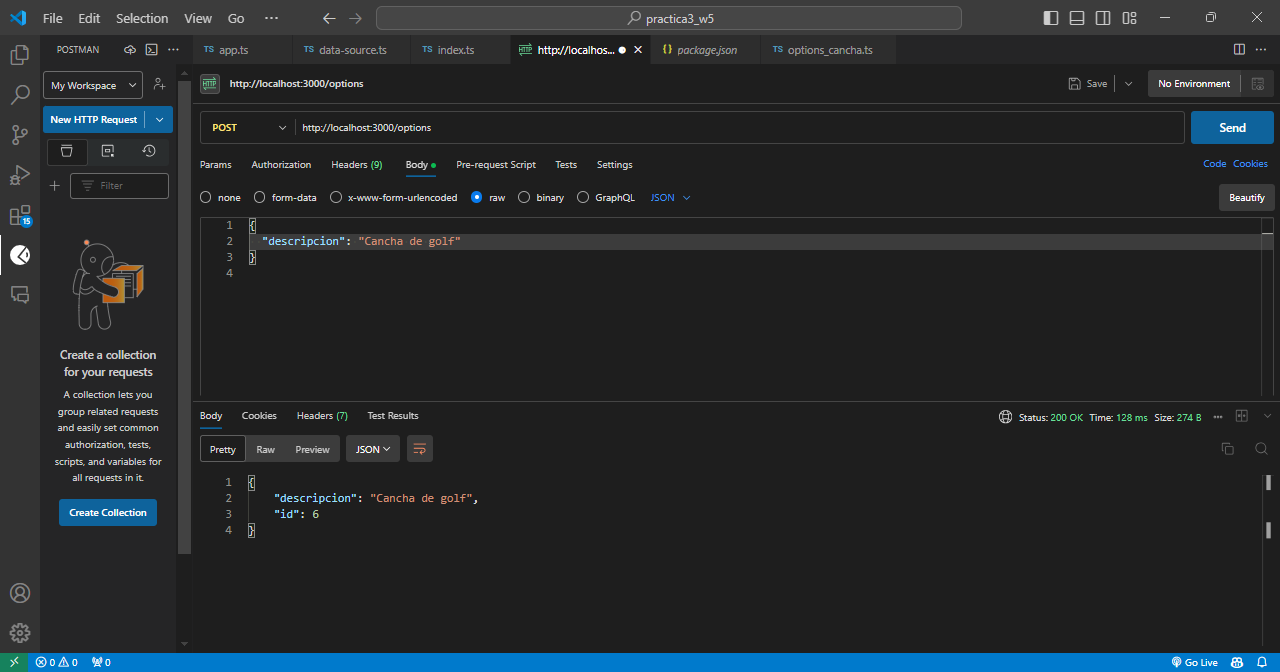 File Edit Selection View Go ··· practica3_w5
POSTMAN
TS app.ts TS data-source.ts TS index.ts HTTP http://localhos... {} package.json TS options_cancha.ts
My Workspace
New HTTP Request
Filter
15
Create a collection
for your requests
A collection lets you
group related requests
and easily set common
authorization, tests,
scripts, and variables for
all requests in it.
Create Collection
HTTP http://localhost:3000/options Save No Environment
POST http://localhost:3000/options Send
Params Authorization Headers (9) Body Pre-request Script Tests Settings Code Cookies
none form-data x-www-form-urlencoded raw binary GraphQL JSON Beautify
1 {
2 "descripcion": "Cancha de golf"
3 }
4
Body Cookies Headers (7) Test Results Status: 200 OK Time: 128 ms Size: 274 B
Pretty Raw Preview JSON
1 {
2 "descripcion": "Cancha de golf",
3 "id": 6
4 }
0 0 0 Go Live